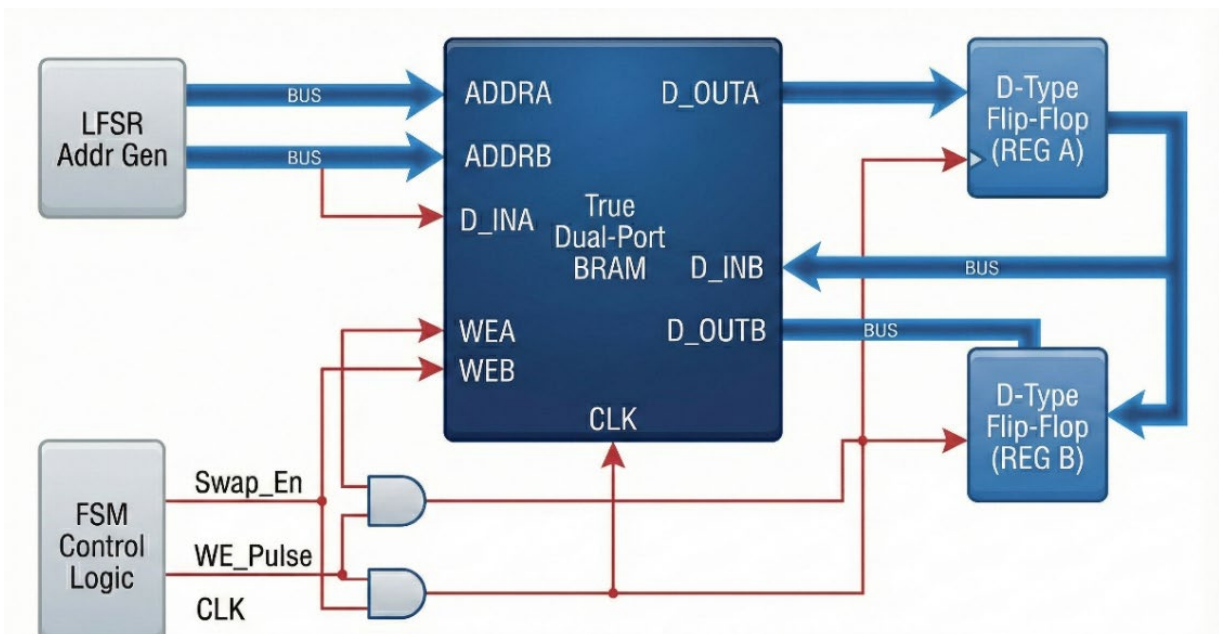 LFSR
Addr Gen
BUS
BUS
ADDRA
ADDRB
D_INA
WEA
WEB
True
Dual-Port
BRAM
CLK
D_OUTA
D_INB
D_OUTB
BUS
BUS
D-Type
Flip-Flop
(REG A)
D-Type
Flip-Flop
(REG B)
FSM
Control
Logic
Swap_En
WE_Pulse
CLK